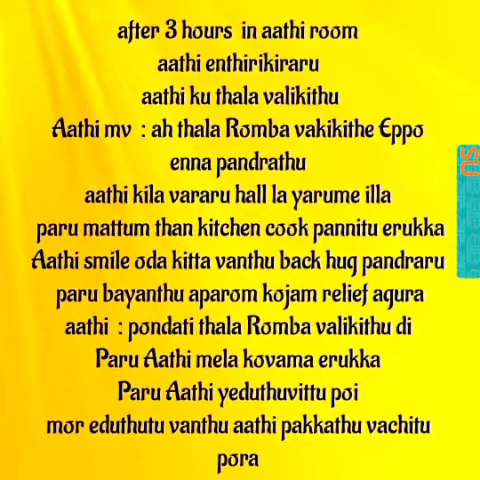 after 3 hours in aathi room
aathi enthirikiraru
aathi ku thala valikithu
Aathi mv : ah thala Romba vakikithe Eppo
enna pandrathu
aathi kila vararu hall la yarume illa
paru mattum than kitchen cook pannitu erukka
Aathi smile oda kitta vanthu back hug pandraru
paru bayanthu aparom kojam relief aqura
aathi : pondati thala Romba valikithu di
Paru Aathi mela kovama erukka
Paru Aathi yeduthuvittu poi
mor eduthutu vanthu aathi pakkathu vachitu
pora